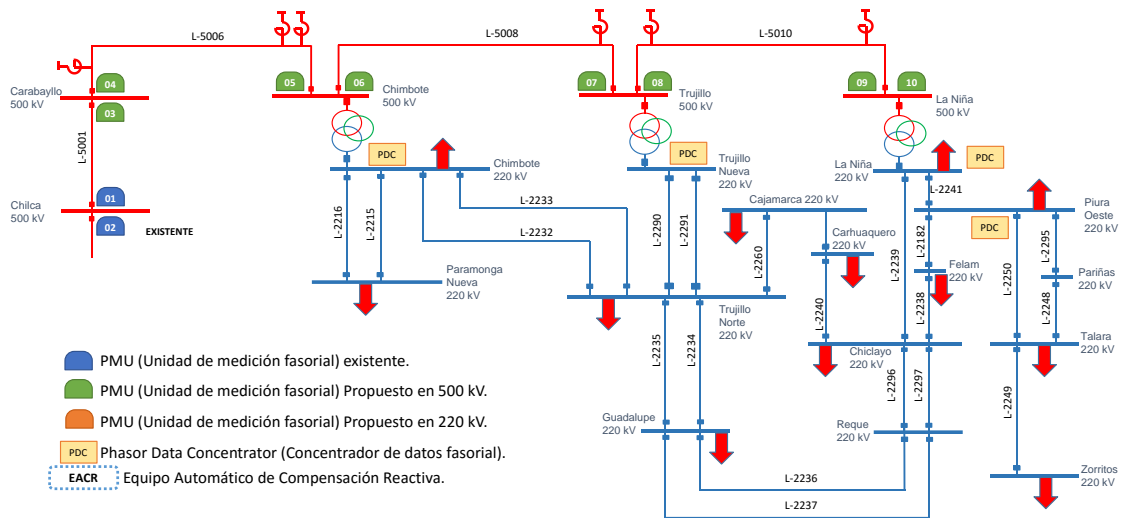 L-5006
L-5008
L-5010
04
Carabayllo
500 kV
03
L-5001
01
Chilca
500 kV
02
EXISTENTE
05
06
Chimbote
500 kV
07
08
Trujillo
500 kV
09
10
La Niña
500 kV
PDC
Chimbote
220 kV
PDC
Trujillo
Nueva
220 kV
PDC
La Niña
220 kV
L-2241
L-2216
L-2215
L-2233
L-2232
L-2290
L-2291
Cajamarca 220 kV
L-2260
Carhuaquero
220 kV
L-2239
L-2182
PDC
Piura
Oeste
220 kV
L-2250
L-2295
Felam
220 kV
Pariñas
220 kV
Paramonga
Nueva
220 kV
Trujillo
Norte
220 kV
L-2240
L-2238
L-2248
L-2235
L-2234
Chiclayo
220 kV
Talara
220 kV
L-2296
L-2297
L-2249
Guadalupe
220 kV
Reque
220 kV
L-2236
L-2237
Zorritos
220 kV
PMU (Unidad de medición fasorial) existente.
PMU (Unidad de medición fasorial) Propuesto en 500 kV.
PMU (Unidad de medición fasorial) Propuesto en 220 kV.
PDC Phasor Data Concentrator (Concentrador de datos fasorial).
EACR Equipo Automático de Compensación Reactiva.